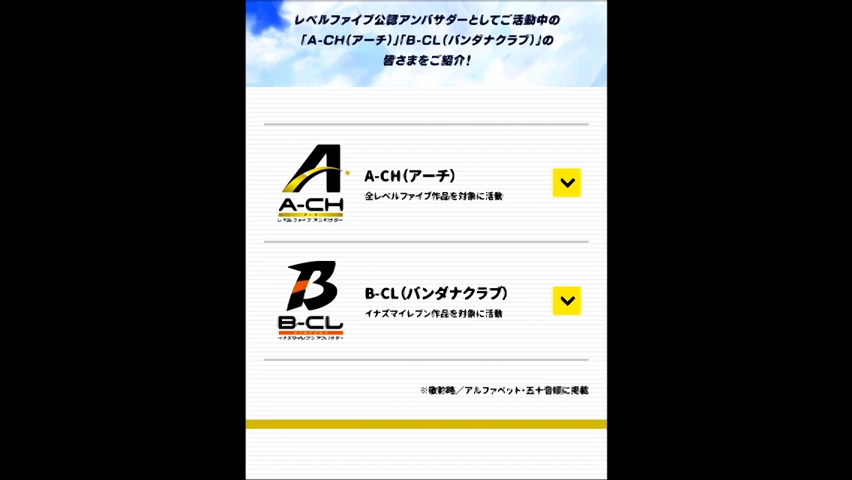 レベルファイブ公認アンバサダーとしてご活動中の
「A-CH(アーチ)」「B-CL(バンダナクラブ)」の
皆さまをご紹介!
A-CH(アーチ)
全レベルファイブ作品を対象に活動
A-CH
B-CL(バンダナクラブ)
イナズマイレブン作品を対象に活動
B-CL
※敬称略/アルファベット・五十音順に掲載